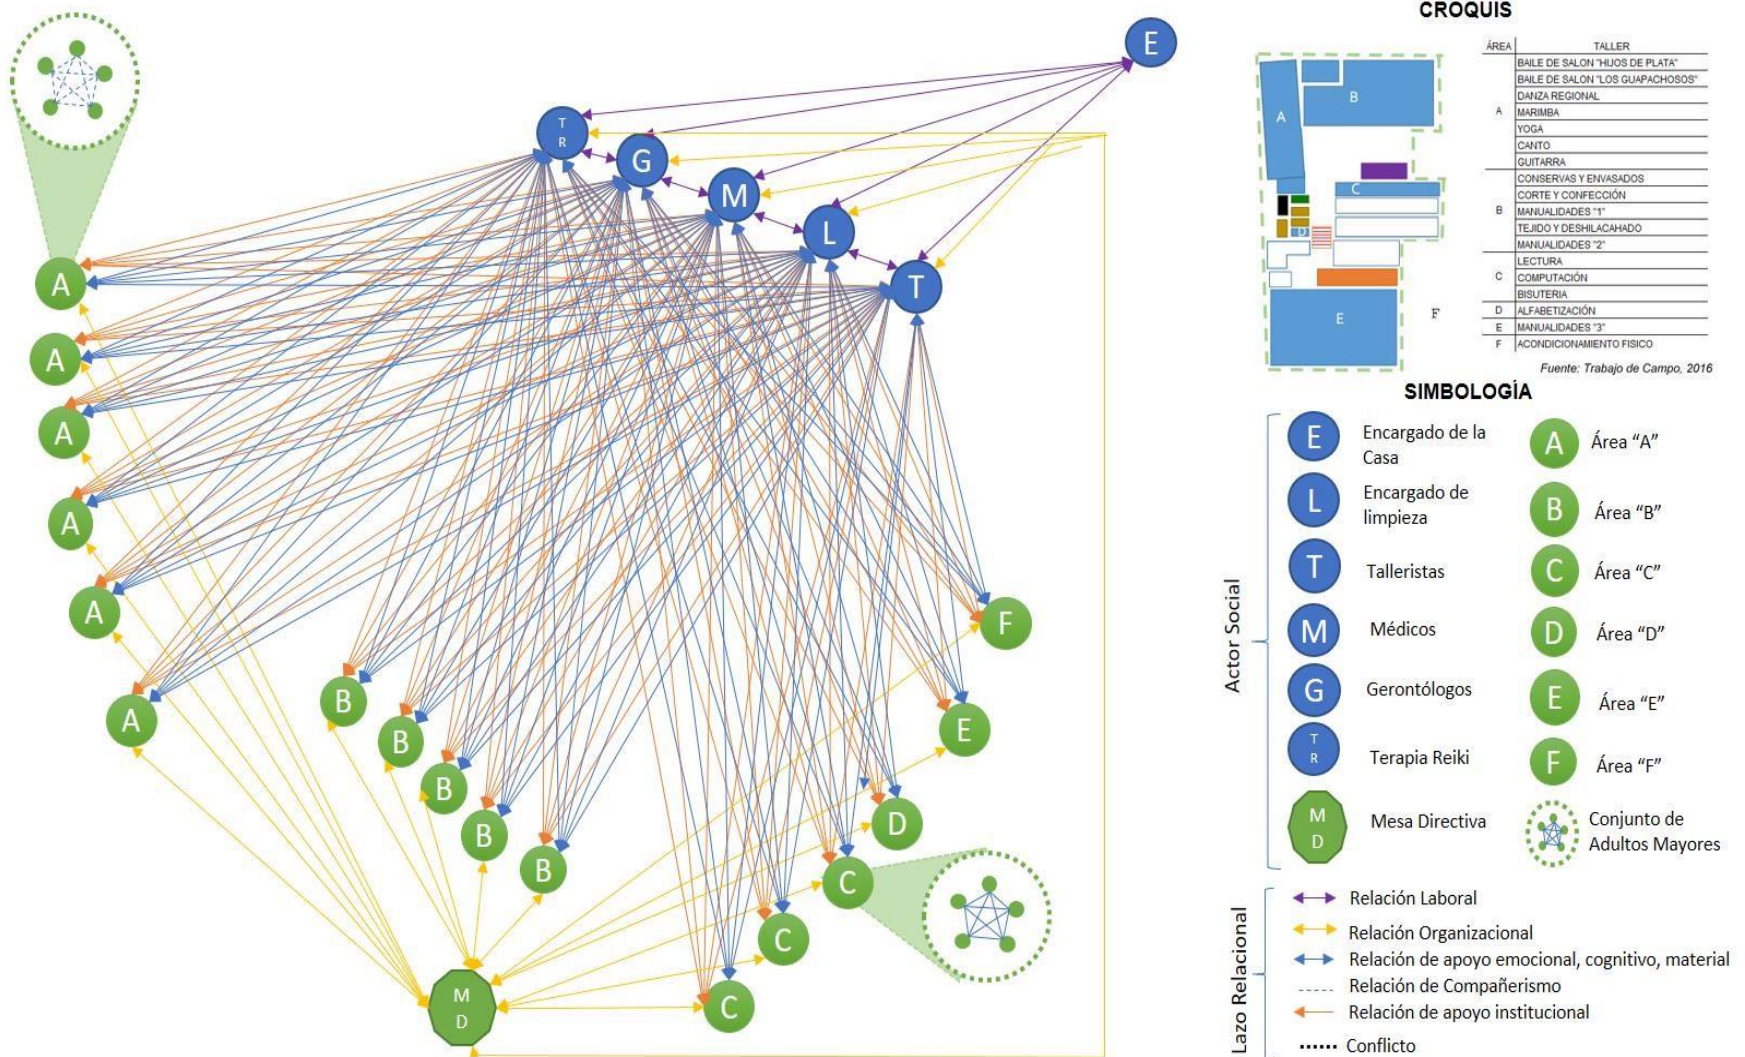 CROQUIS
ÁREA TALLER
A
BAILE DE SALON "HIJOS DE PLATA"
BAILE DE SALON "LOS GUAPACHOSOS"
DANZA REGIONAL
MARIMBA
YOGA
CANTO
GUITARRA
B
CONSERVAS Y ENVASADOS
CORTE Y CONFECCIÓN
MANUALIDADES "1"
TEJIDO Y DESHILACAHADO
MANUALIDADES "2"
C
LECTURA
COMPUTACIÓN
BISUTERIA
D ALFABETIZACIÓN
E MANUALIDADES "3"
F ACONDICIONAMIENTO FISICO
Fuente: Trabajo de Campo, 2016
A
B
C
D
E
F
E
T
R
G
M
L
T
A
A
A
A
A
A
B
B
B
B
B
C
C
C
D
E
F
M
D
SIMBOLOGÍA
Actor Social
E Encargado de la
Casa
L Encargado de
limpieza
T Talleristas
M Médicos
G Gerontólogos
T
R
Terapia Reiki
M
D
Mesa Directiva
A Área “A”
B Área “B”
C Área “C”
D Área “D”
E Área “E”
F Área “F”
Conjunto de
Adultos Mayores
Lazo Relacional
Relación Laboral
Relación Organizacional
Relación de apoyo emocional, cognitivo, material
Relación de Compañerismo
Relación de apoyo institucional
Conflicto